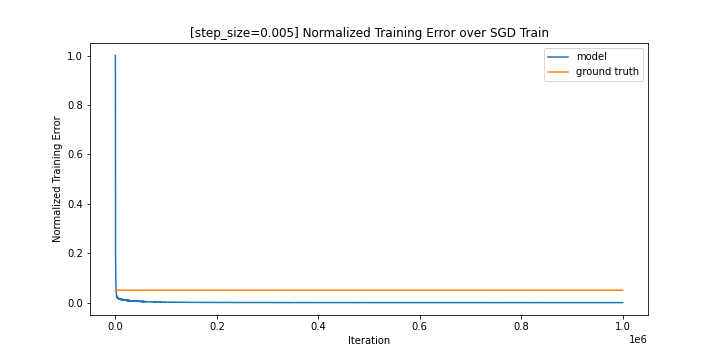 [step_size=0.005] Normalized Training Error over SGD Train
model
ground truth
Normalized Training Error
1.0
0.8
0.6
0.4
0.2
0.0
0.0 0.2 0.4 0.6 0.8 1.0
1e6
Iteration